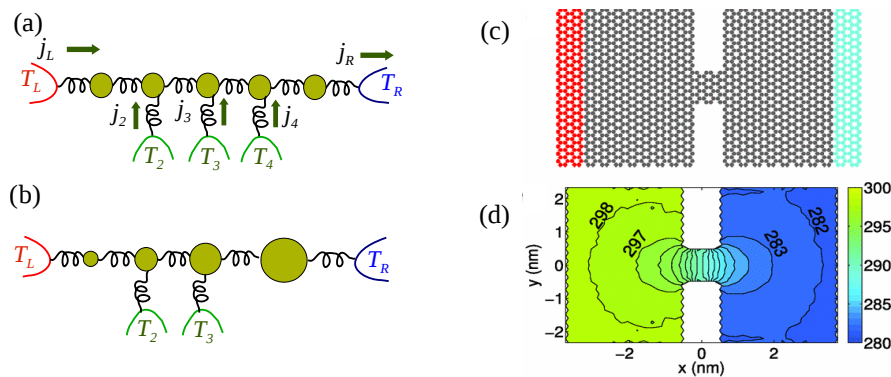 (a)
j_L
j_R
T_L
T_R
j_2
j_3
j_4
T_2
T_3
T_4
(b)
T_L
T_R
T_2
T_3
(c)
(d)
298
297
283
282
2
1
0
−1
−2
y (nm)
−2
0
2
x (nm)
300
295
290
285
280